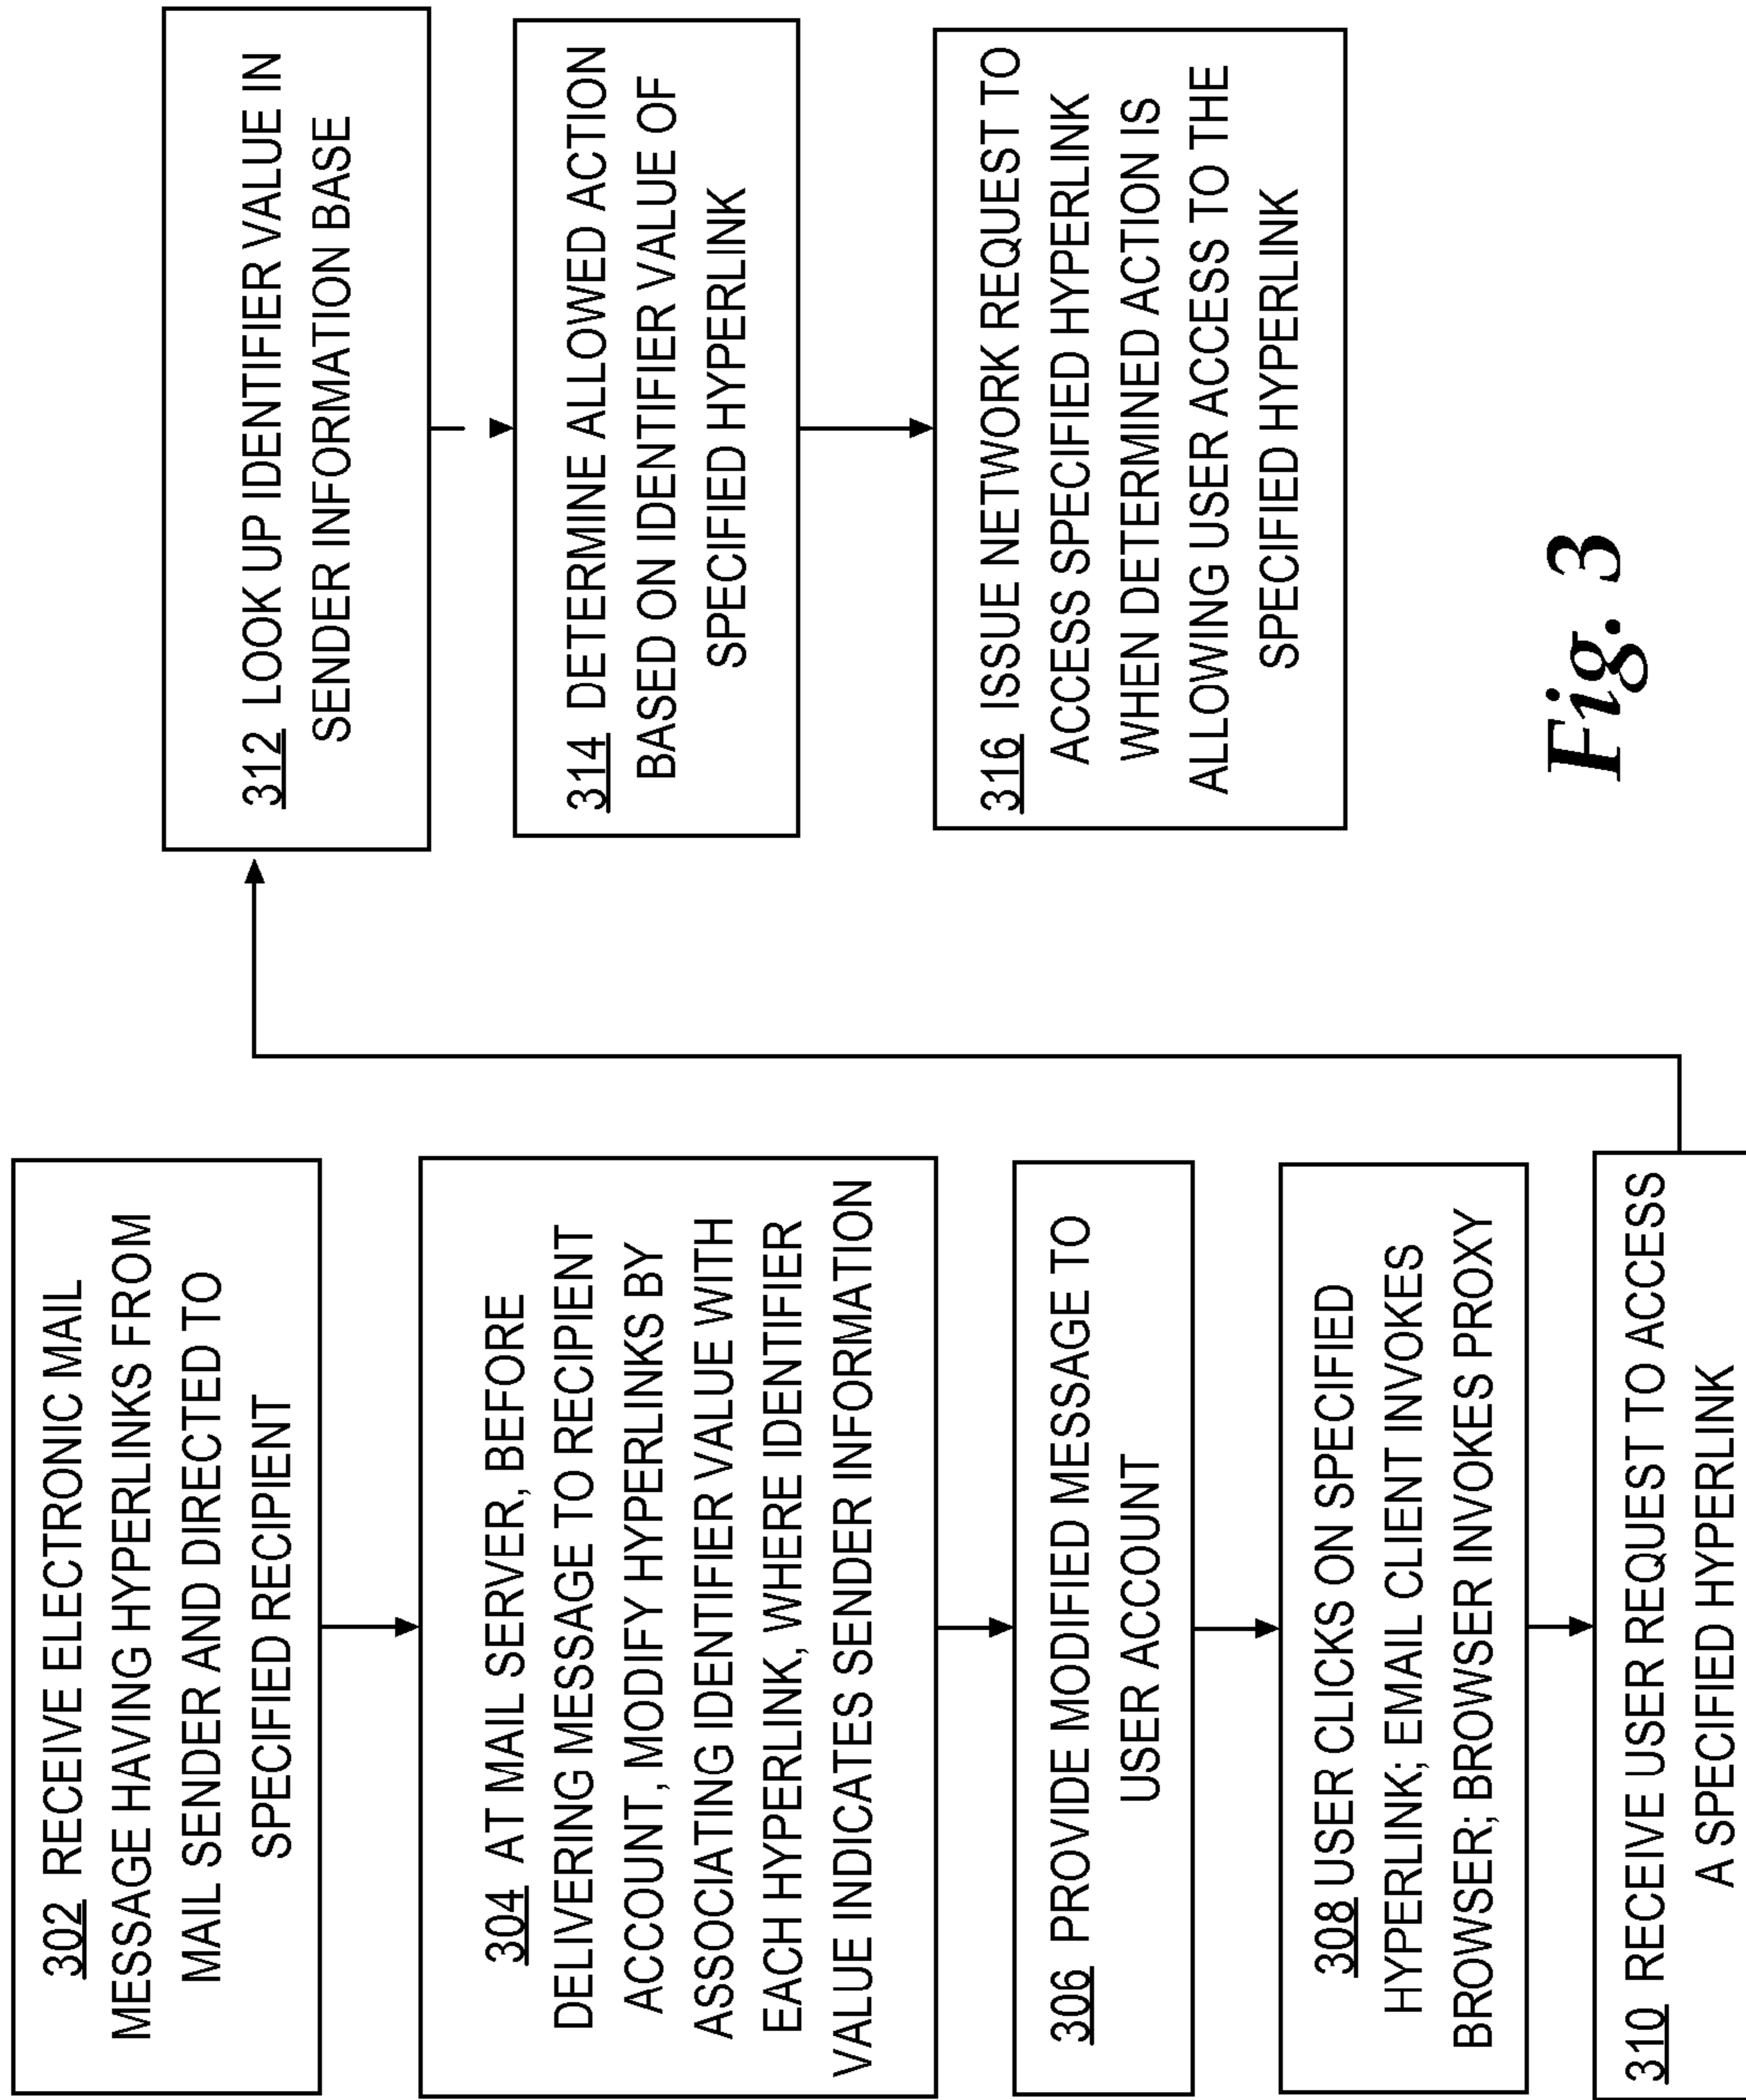 302 RECEIVE ELECTRONIC MAIL
MESSAGE HAVING HYPERLINKS FROM
MAIL SENDER AND DIRECTED TO
SPECIFIED RECIPIENT
304 AT MAIL SERVER, BEFORE
DELIVERING MESSAGE TO RECIPIENT
ACCOUNT, MODIFY HYPERLINKS BY
ASSOCIATING IDENTIFIER VALUE WITH
EACH HYPERLINK, WHERE IDENTIFIER
VALUE INDICATES SENDER INFORMATION
306 PROVIDE MODIFIED MESSAGE TO
USER ACCOUNT
308 USER CLICKS ON SPECIFIED
HYPERLINK; EMAIL CLIENT INVOKES
BROWSER; BROWSER INVOKES PROXY
310 RECEIVE USER REQUEST TO ACCESS
A SPECIFIED HYPERLINK
312 LOOK UP IDENTIFIER VALUE IN
SENDER INFORMATION BASE
314 DETERMINE ALLOWED ACTION
BASED ON IDENTIFIER VALUE OF
SPECIFIED HYPERLINK
316 ISSUE NETWORK REQUEST TO
ACCESS SPECIFIED HYPERLINK
WHEN DETERMINED ACTION IS
ALLOWING USER ACCESS TO THE
SPECIFIED HYPERLINK
Fig. 3